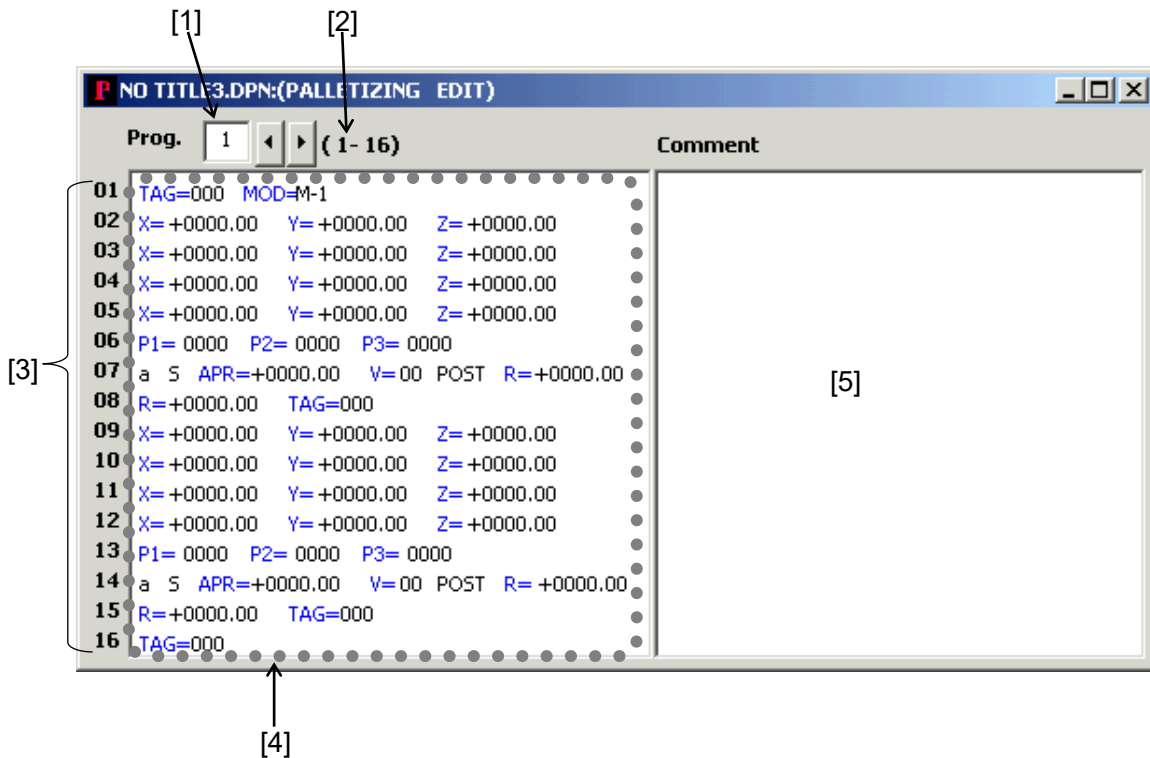 [1] [2]
P NO TITLE3.DPN:(PALLETIZING EDIT)
Prog. 1 (1-16) Comment
01 TAG=000 MOD=M-1
02 X=+0000.00 Y=+0000.00 Z=+0000.00
03 X=+0000.00 Y=+0000.00 Z=+0000.00
04 X=+0000.00 Y=+0000.00 Z=+0000.00
05 X=+0000.00 Y=+0000.00 Z=+0000.00
06 P1= 0000 P2= 0000 P3= 0000
[3] 07 a S APR=+0000.00 V=00 POST R=+0000.00 [5]
08 R=+0000.00 TAG=000
09 X=+0000.00 Y=+0000.00 Z=+0000.00
10 X=+0000.00 Y=+0000.00 Z=+0000.00
11 X=+0000.00 Y=+0000.00 Z=+0000.00
12 X=+0000.00 Y=+0000.00 Z=+0000.00
13 P1= 0000 P2= 0000 P3= 0000
14 a S APR=+0000.00 V=00 POST R= +0000.00
15 R=+0000.00 TAG=000
16 TAG=000
[4]